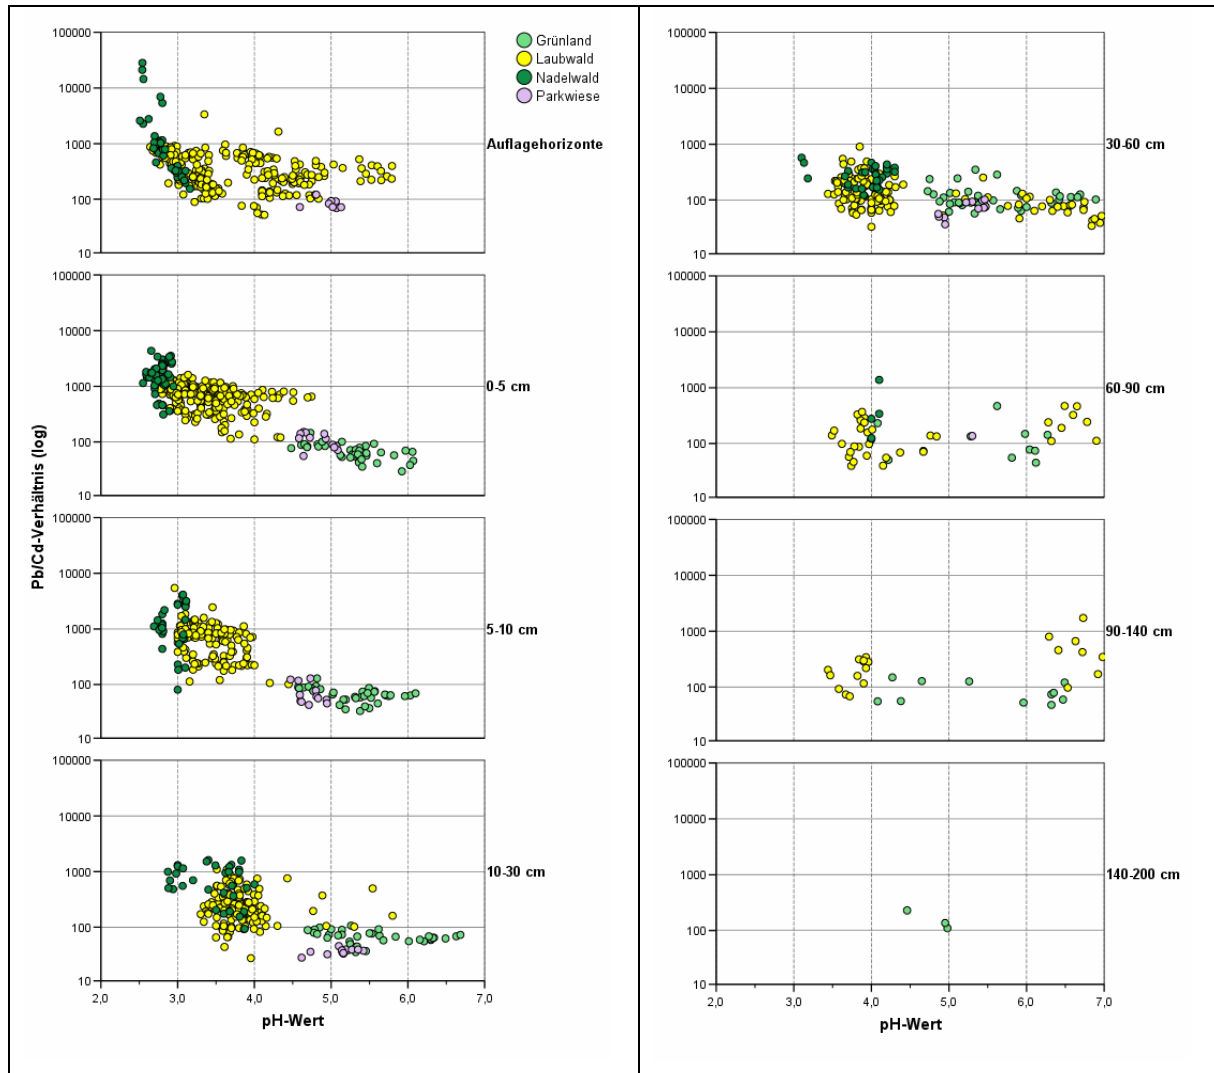 Pb/Cd-Verhältnis (log)
100000
10000
1000
100
10
Grünland
Laubwald
Nadelwald
Parkwiese
Auflagehorizonte
100000
10000
1000
100
10
0-5 cm
100000
10000
1000
100
10
5-10 cm
100000
10000
1000
100
10
10-30 cm
2,0 3,0 4,0 5,0 6,0 7,0
pH-Wert
100000
10000
1000
100
10
30-60 cm
100000
10000
1000
100
10
60-90 cm
100000
10000
1000
100
10
90-140 cm
100000
10000
1000
100
10
140-200 cm
2,0 3,0 4,0 5,0 6,0 7,0
pH-Wert